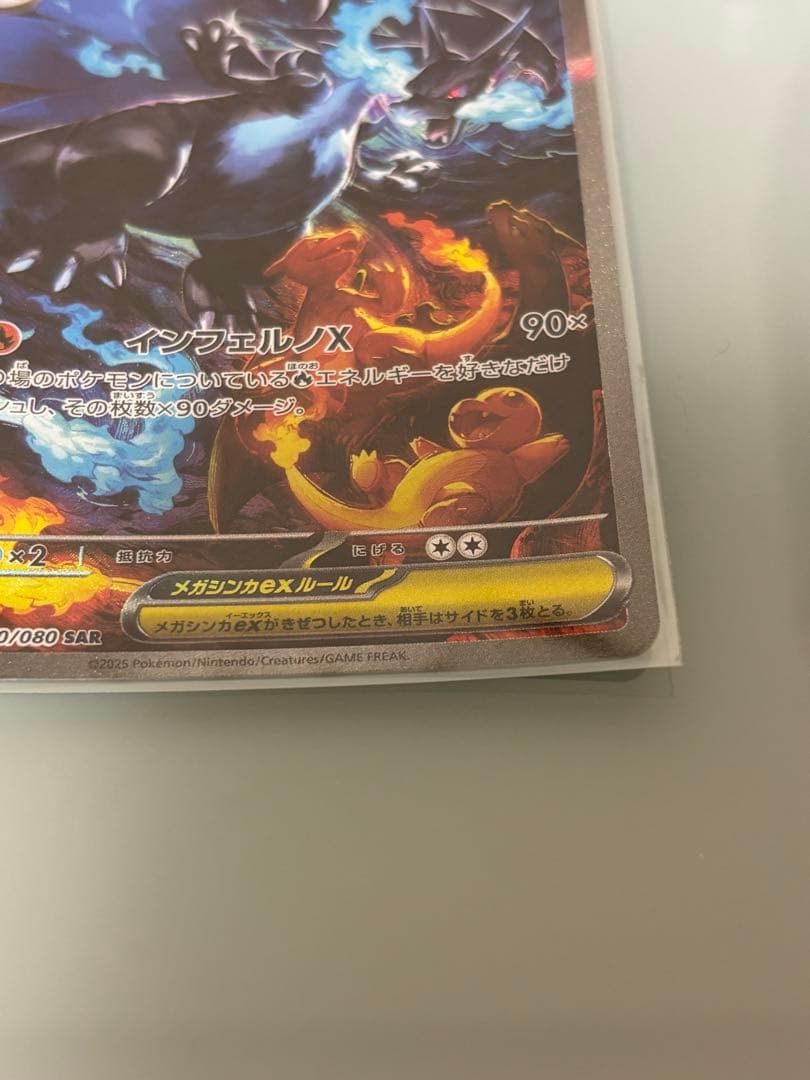 インフェルノX 90×
場のポケモンについているエネルギーを好きなだけ
シュし、その枚数×90ダメージ。
×2 抵抗力 にげる
メガシンカexルール
メガシンカexがきぜつしたとき、相手はサイドを3枚とる。
0/080 SAR
©2025 Pokémon/Nintendo/Creatures/GAME FREAK.